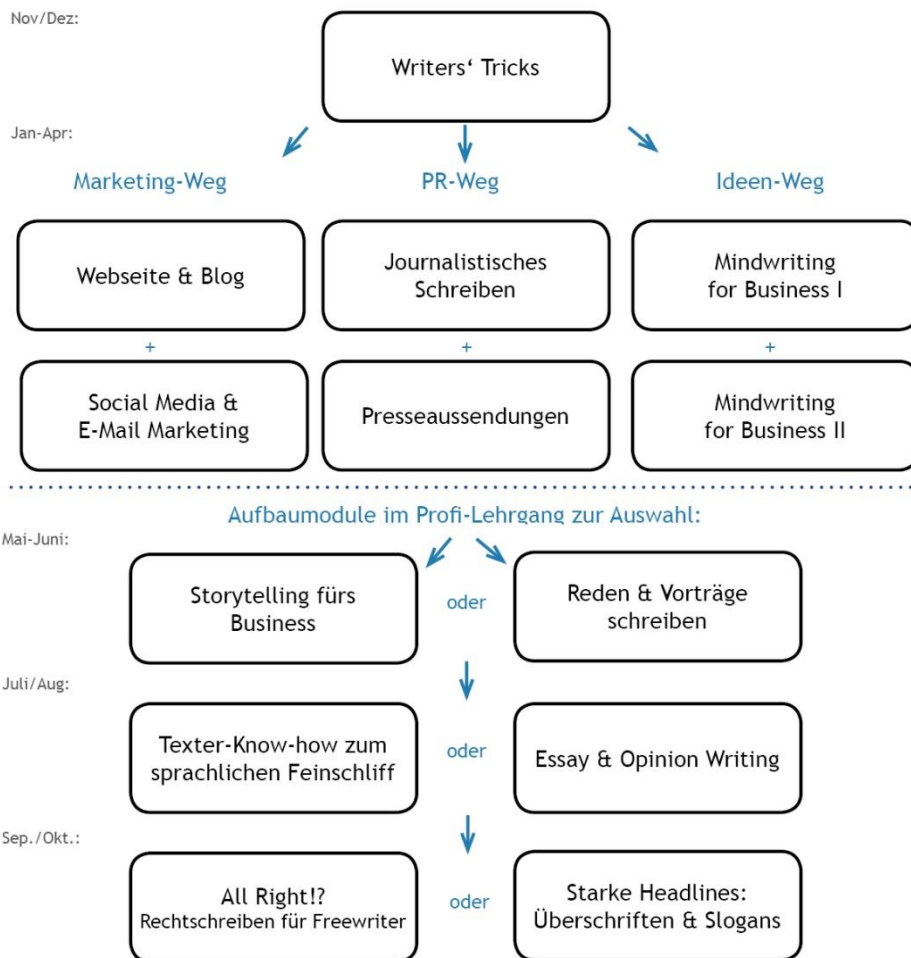 Nov/Dez:
Writers‘ Tricks
Jan-Apr:
Marketing-Weg
PR-Weg
Ideen-Weg
Webseite & Blog
Journalistisches
Schreiben
Mindwriting
for Business I
+
+
+
Social Media &
E-Mail Marketing
Presseaussendungen
Mindwriting
for Business II
Aufbaumodule im Profi-Lehrgang zur Auswahl:
Mai-Juni:
Storytelling fürs
Business
oder
Reden & Vorträge
schreiben
Juli/Aug:
Texter-Know-how zum
sprachlichen Feinschliff
oder
Essay & Opinion Writing
Sep./Okt.:
All Right!?
Rechtschreiben für Freewriter
oder
Starke Headlines:
Überschriften & Slogans